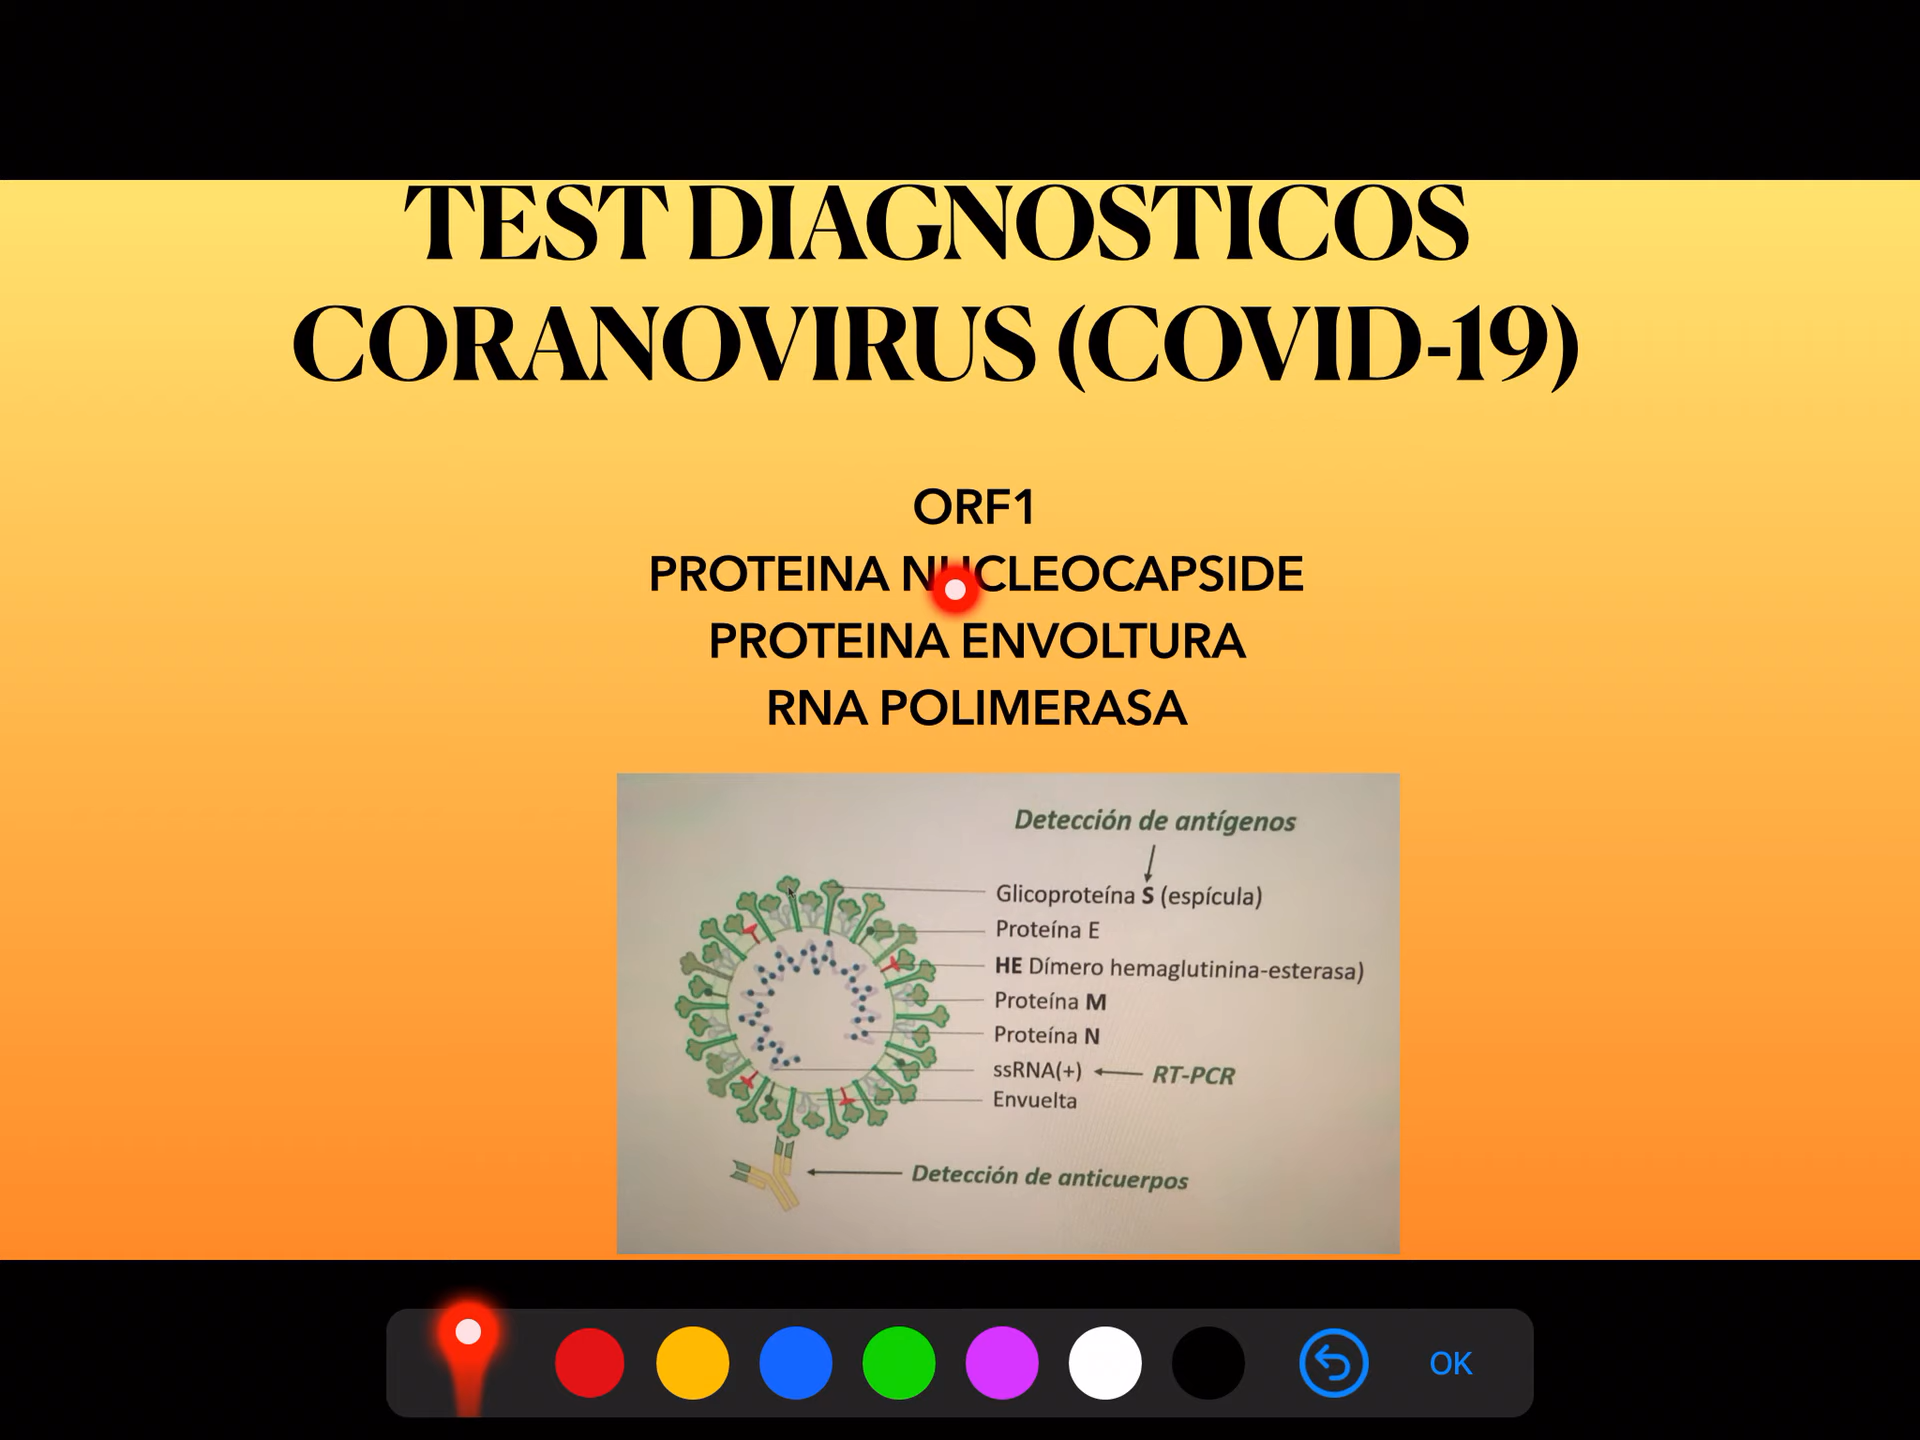 TEST DIAGNOSTICOS
CORANOVIRUS (COVID-19)
ORF1
PROTEINA NUCLEOCAPSIDE
PROTEINA ENVOLTURA
RNA POLIMERASA
Detección de antígenos
Glicoproteína S (espícula)
Proteína E
HE Dímero hemaglutinina-esterasa)
Proteína M
Proteína N
ssRNA(+) RT-PCR
Envuelta
Detección de anticuerpos
OK